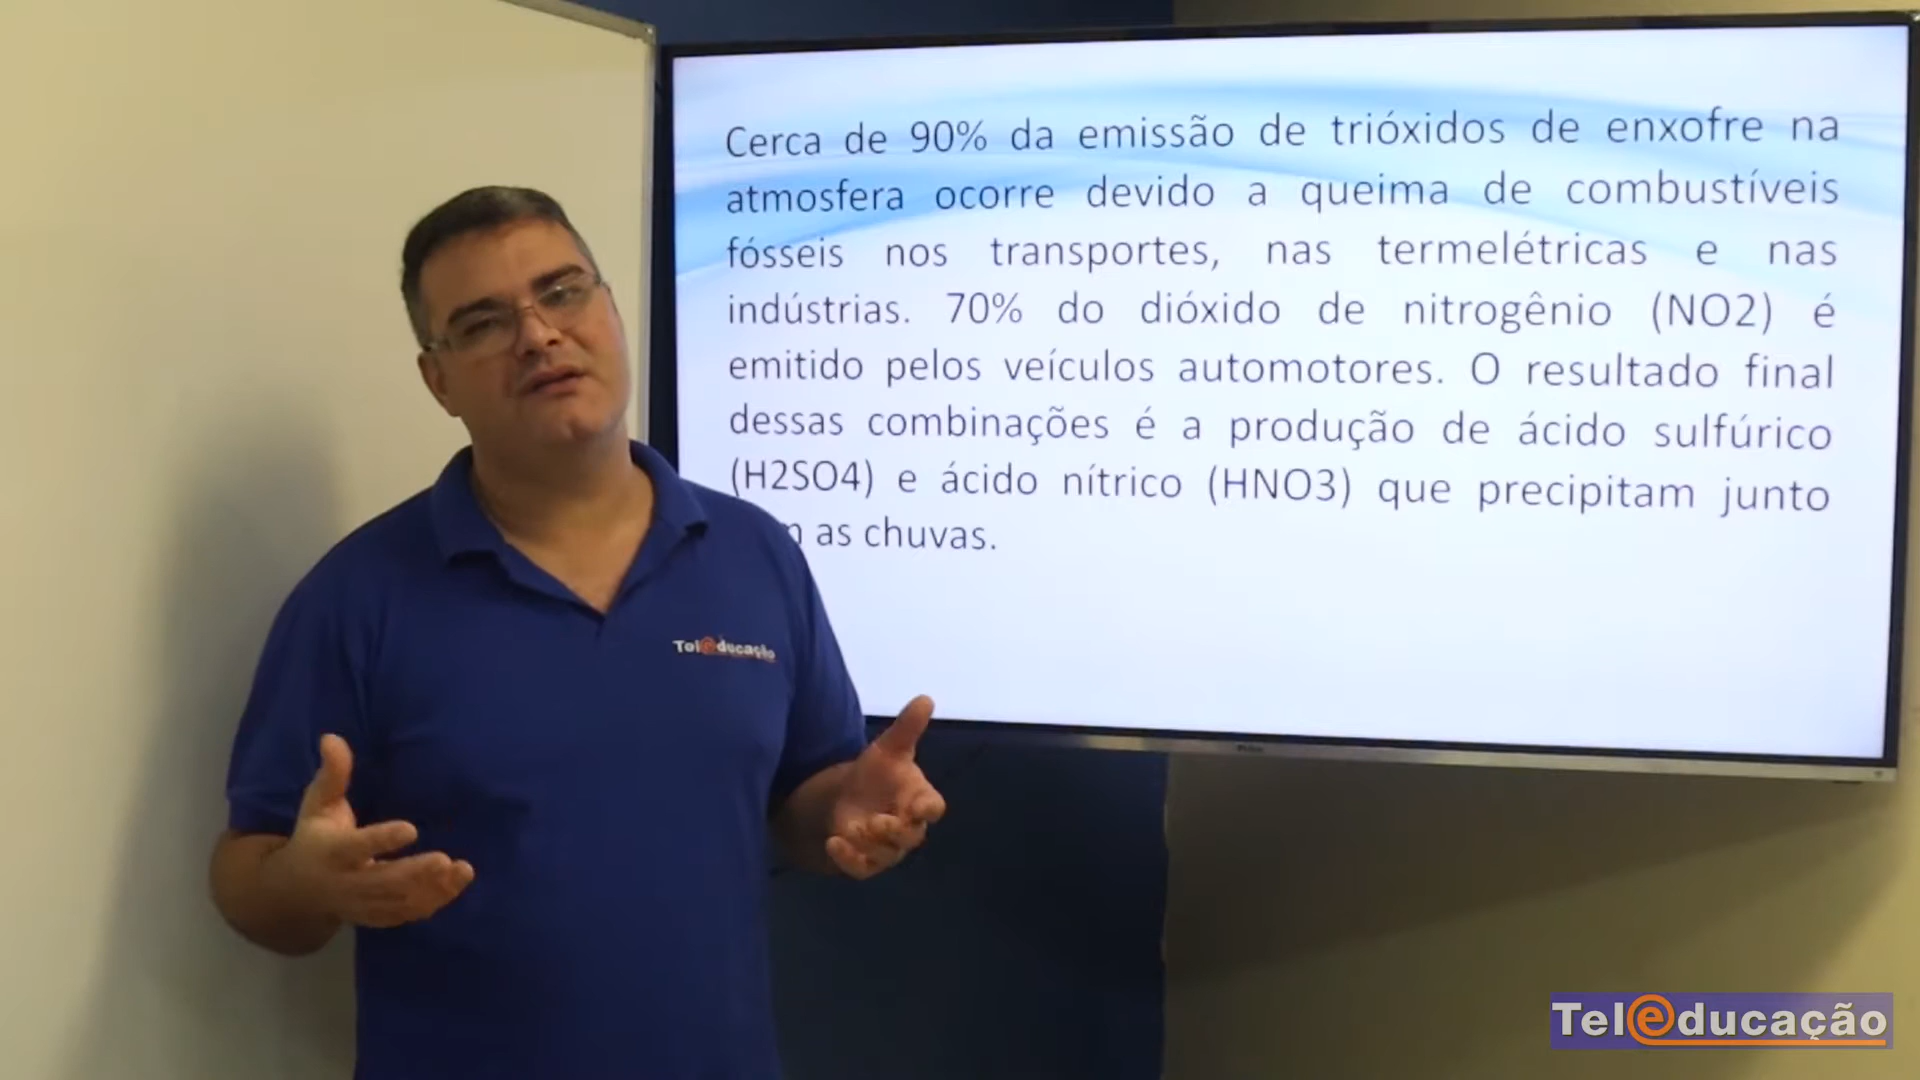 Cerca de 90% da emissão de trióxidos de enxofre na
atmosfera ocorre devido a queima de combustíveis
fósseis nos transportes, nas termelétricas e nas
indústrias. 70% do dióxido de nitrogênio (NO2) é
emitido pelos veículos automotores. O resultado final
dessas combinações é a produção de ácido sulfúrico
(H2SO4) e ácido nítrico (HNO3) que precipitam junto
as chuvas.
Teleducação
Teleducação